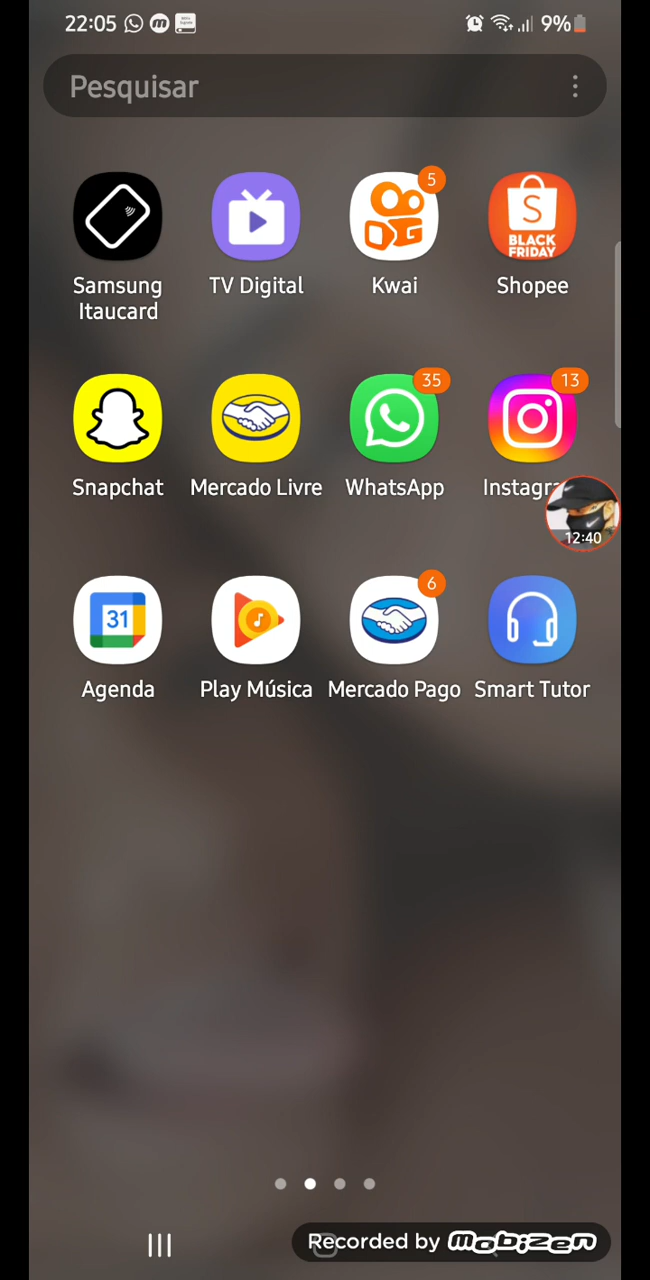 22:05
9%
Pesquisar
5
S
BLACK
FRIDAY
Samsung
Itaucard
TV Digital
Kwai
Shopee
35
13
Snapchat
Mercado Livre
WhatsApp
12:40
6
31
Agenda
Play Música
Mercado Pago
Smart Tutor
Recorded by Mobizen